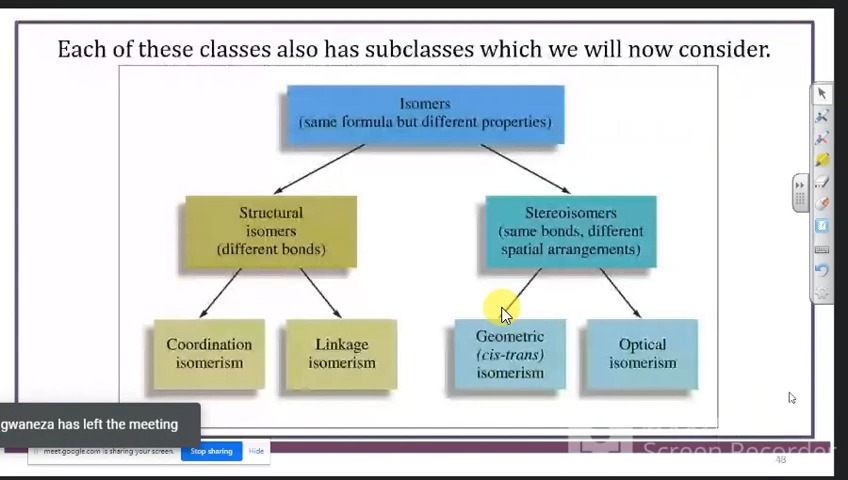 Each of these classes also has subclasses which we will now consider.
Isomers
(same formula but different properties)
Structural
isomers
(different bonds)
Stereoisomers
(same bonds, different
spatial arrangements)
Coordination
isomerism
Linkage
isomerism
Geometric
(cis-trans)
isomerism
Optical
isomerism
gwaneza has left the meeting
meet.google.com is sharing your screen.
Stop sharing
Hide
Screen Recorder
48